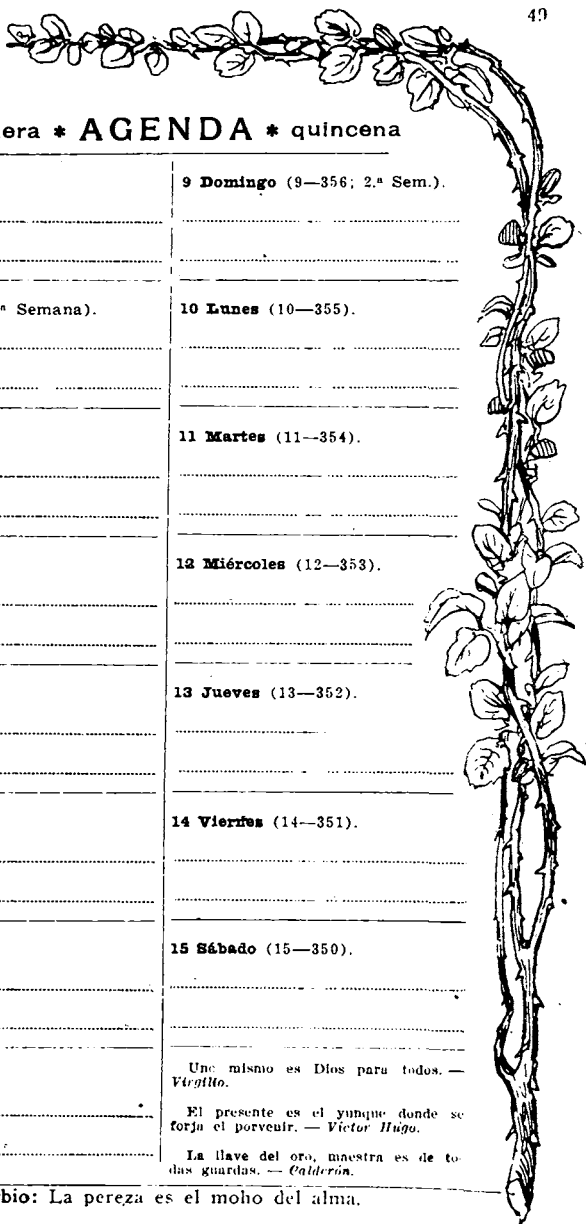 49
era * AGENDA * quincena
ª Semana).
9 Domingo (9—356; 2.ª Sem.).
10 Lunes (10—355).
11 Martes (11—354).
12 Miércoles (12—353).
13 Jueves (13—352).
14 Viernes (14—351).
15 Sábado (15—350).
Uno mismo es Dios para todos. —
Virgilio.
El presente es el yunque donde se
forja el porvenir. — Víctor Hugo.
La llave del oro, maestra es de to-
das guardas. — Calderón.
bio: La pereza es el moho del alma.